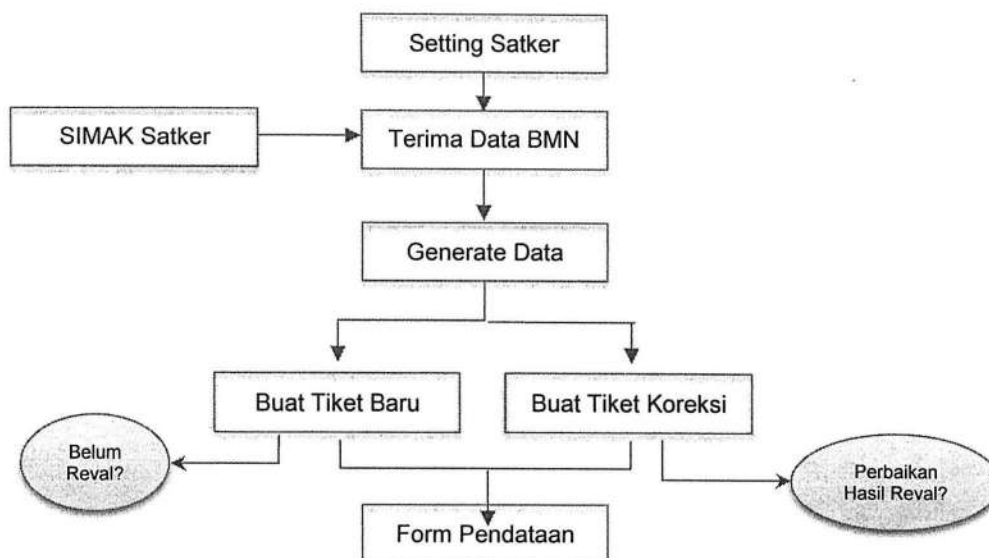 Setting Satker
SIMAK Satker
Terima Data BMN
Generate Data
Buat Tiket Baru
Buat Tiket Koreksi
Belum
Reval?
Perbaikan
Hasil Reval?
Form Pendataan